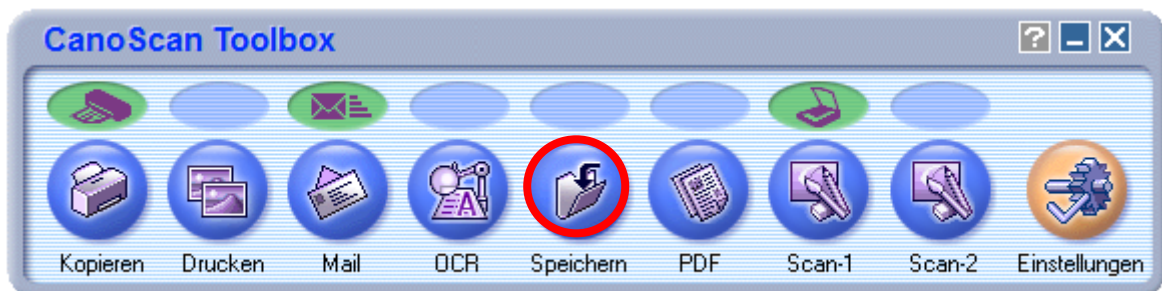 CanoScan Toolbox
Kopieren Drucken Mail OCR Speichern PDF Scan-1 Scan-2 Einstellungen